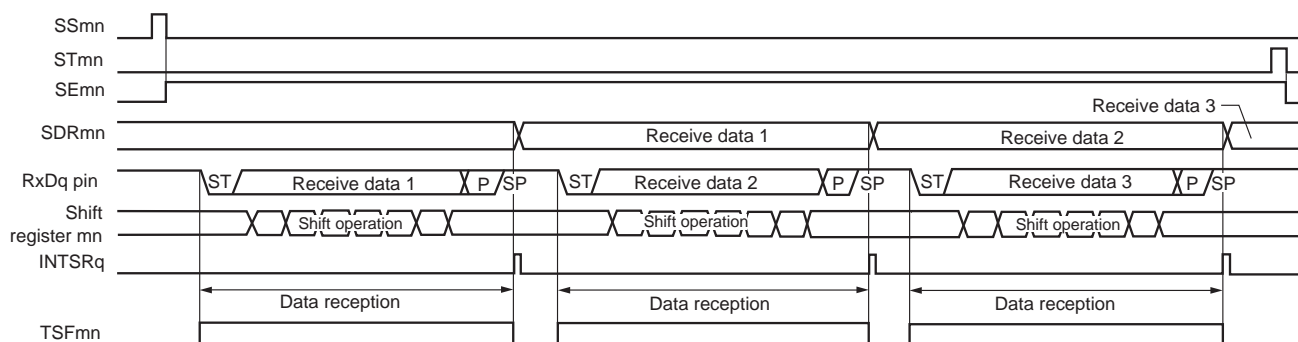 SSmn
STmn
SEmn
Receive data 3
SDRmn
Receive data 1
Receive data 2
RxDq pin
ST
Receive data 1
P
SP
ST
Receive data 2
P
SP
ST
Receive data 3
P
SP
Shift
register mn
Shift operation
Shift operation
Shift operation
INTSRq
Data reception
Data reception
Data reception
TSFmn